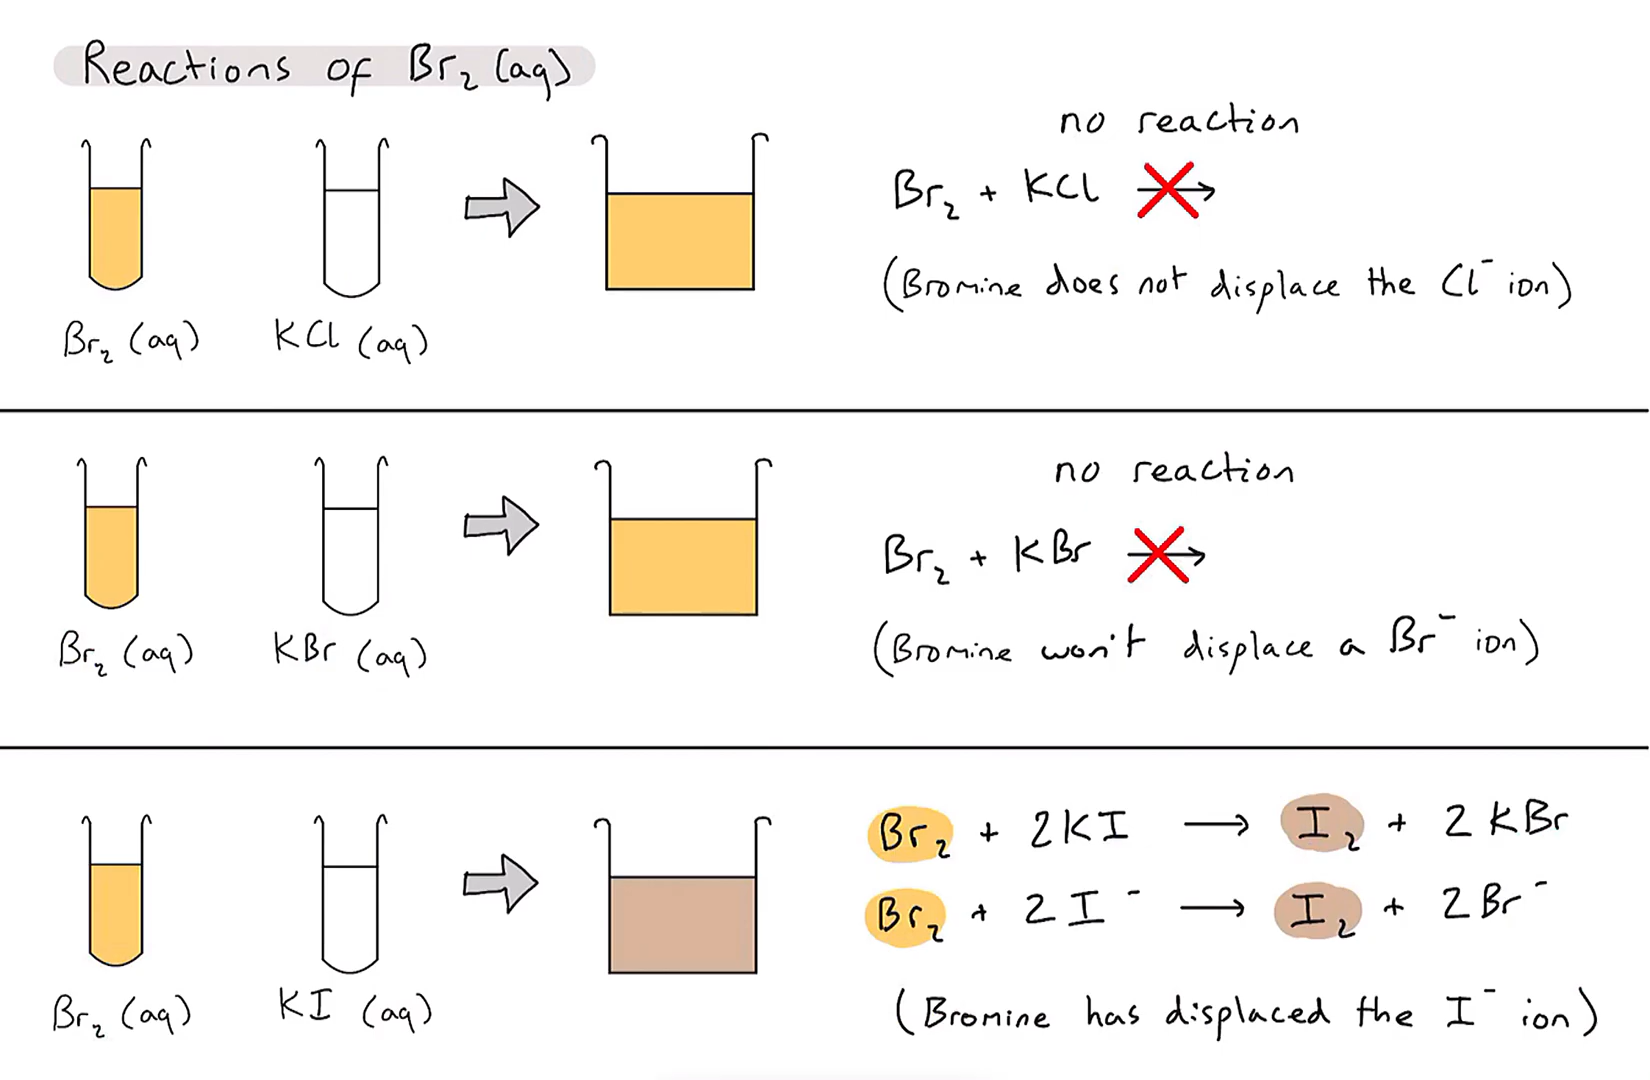 Reactions of Br₂ (aq)
no reaction
Br₂ + KCl
(Bromine does not displace the Cl⁻ ion)
Br₂ (aq)
KCl (aq)
no reaction
Br₂ + KBr
(Bromine won't displace a Br⁻ ion)
Br₂ (aq)
KBr (aq)
Br₂ + 2KI → I₂ + 2KBr
Br₂ + 2I⁻ → I₂ + 2Br⁻
Br₂ (aq)
KI (aq)
(Bromine has displaced the I⁻ ion)